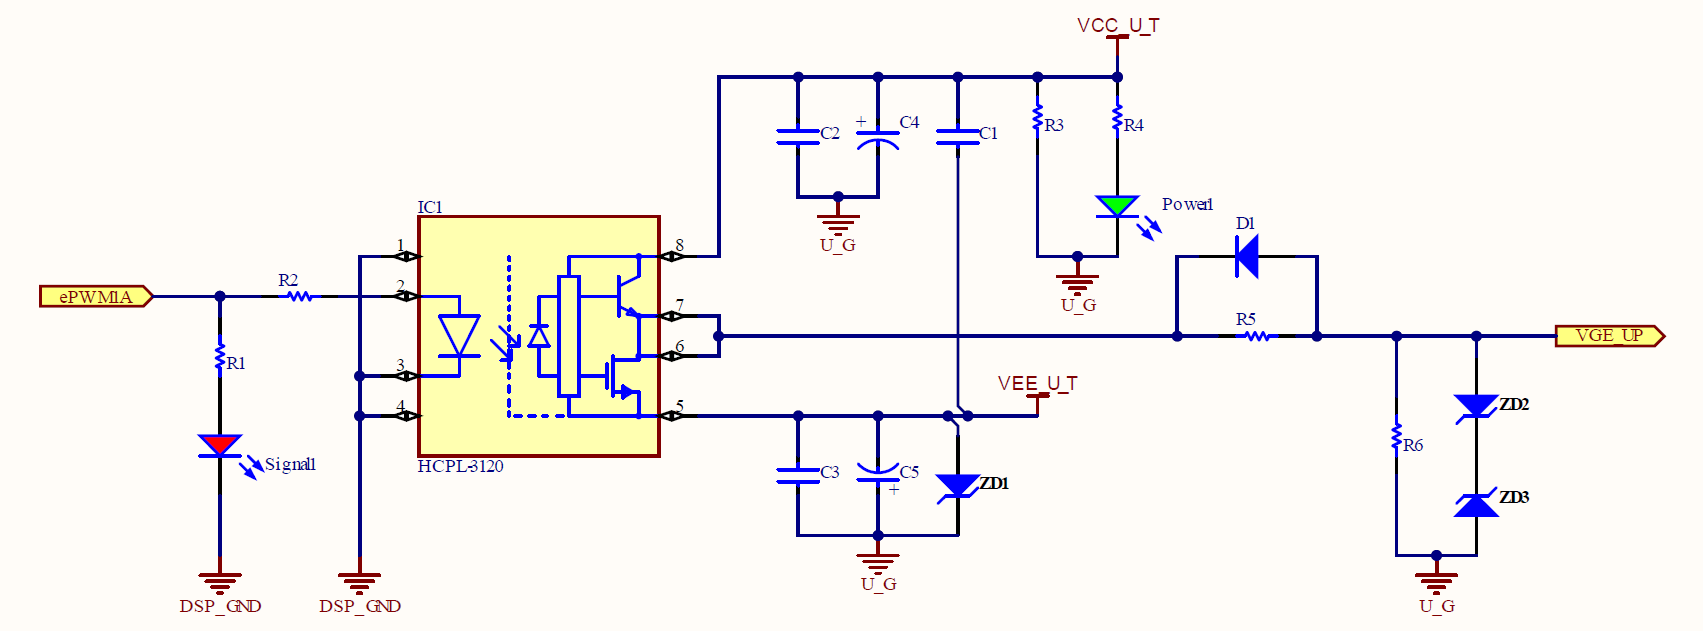 VCC_U_T
+
C2
C4
C1
R3
R4
IC1
Power1
U_G
D1
1
8
R2
2
ePWM1A
7
U_G
R5
VGE_UP
6
R1
3
VEE_U_T
4
5
ZD2
Signal1
HCPL-3120
C3
C5
+
ZD1
R6
ZD3
U_G
DSP_GND
DSP_GND
U_G